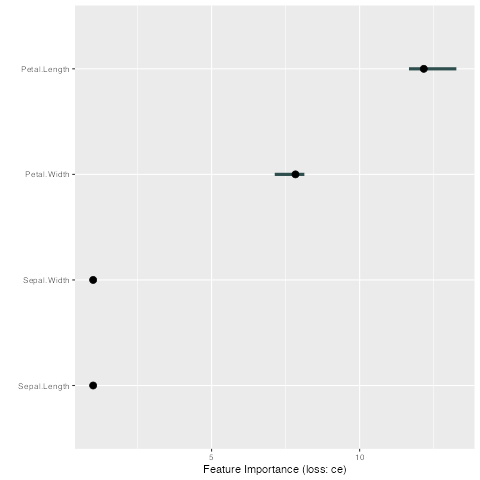 Petal.Length
Petal.Width
Sepal.Width
Sepal.Length
5 10
Feature Importance (loss: ce)